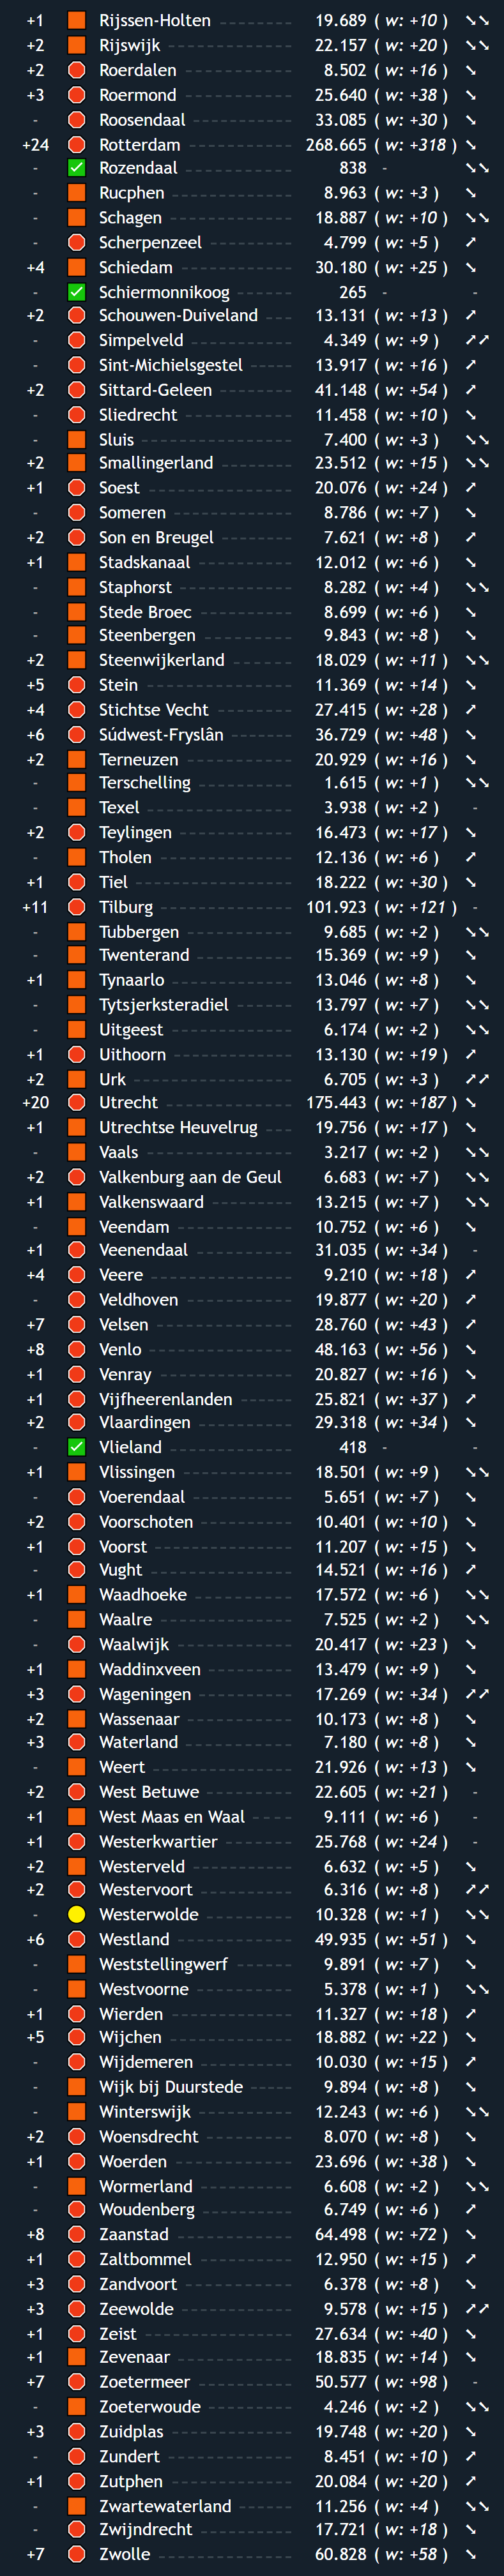 +1 Rijssen-Holten 19.689 ( w: +10 ) ↘↘
+2 Rijswijk 22.157 ( w: +20 ) ↘↘
+2 Roerdalen 8.502 ( w: +16 ) ↘
+3 Roermond 25.640 ( w: +38 ) ↘
- Roosendaal 33.085 ( w: +30 ) ↘
+24 Rotterdam 268.665 ( w: +318 ) ↘
- Rozendaal 838 - ↘↘
- Rucphen 8.963 ( w: +3 ) ↘
- Schagen 18.887 ( w: +10 ) ↘↘
- Scherpenzeel 4.799 ( w: +5 ) ↗
+4 Schiedam 30.180 ( w: +25 ) ↘
- Schiermonnikoog 265 - -
+2 Schouwen-Duiveland 13.131 ( w: +13 ) ↗
- Simpelveld 4.349 ( w: +9 ) ↗↗
- Sint-Michielsgestel 13.917 ( w: +16 ) ↗
+2 Sittard-Geleen 41.148 ( w: +54 ) ↗
- Sliedrecht 11.458 ( w: +10 ) ↘
- Sluis 7.400 ( w: +3 ) ↘↘
+2 Smallingerland 23.512 ( w: +15 ) ↘↘
+1 Soest 20.076 ( w: +24 ) ↗
- Someren 8.786 ( w: +7 ) ↘
+2 Son en Breugel 7.621 ( w: +8 ) ↗
+1 Stadskanaal 12.012 ( w: +6 ) ↘
- Staphorst 8.282 ( w: +4 ) ↘↘
- Stede Broec 8.699 ( w: +6 ) ↘
- Steenbergen 9.843 ( w: +8 ) ↘
+2 Steenwijkerland 18.029 ( w: +11 ) ↘↘
+5 Stein 11.369 ( w: +14 ) ↘
+4 Stichtse Vecht 27.415 ( w: +28 ) ↗
+6 Súdwest-Fryslân 36.729 ( w: +48 ) ↘
+2 Terneuzen 20.929 ( w: +16 ) ↘
- Terschelling 1.615 ( w: +1 ) ↘↘
- Texel 3.938 ( w: +2 ) -
+2 Teylingen 16.473 ( w: +17 ) ↘
- Tholen 12.136 ( w: +6 ) ↗
+1 Tiel 18.222 ( w: +30 ) ↘
+11 Tilburg 101.923 ( w: +121 ) -
- Tubbergen 9.685 ( w: +2 ) ↘↘
- Twenterand 15.369 ( w: +9 ) ↘
+1 Tynaarlo 13.046 ( w: +8 ) ↘
- Tytsjerksteradiel 13.797 ( w: +7 ) ↘↘
- Uitgeest 6.174 ( w: +2 ) ↘↘
+1 Uithoorn 13.130 ( w: +19 ) ↗
+2 Urk 6.705 ( w: +3 ) ↗↗
+20 Utrecht 175.443 ( w: +187 ) ↘
+1 Utrechtse Heuvelrug 19.756 ( w: +17 ) ↘
- Vaals 3.217 ( w: +2 ) ↘↘
+2 Valkenburg aan de Geul 6.683 ( w: +7 ) ↘↘
+1 Valkenswaard 13.215 ( w: +7 ) ↘↘
- Veendam 10.752 ( w: +6 ) ↘
+1 Veenendaal 31.035 ( w: +34 ) -
+4 Veere 9.210 ( w: +18 ) ↗
- Veldhoven 19.877 ( w: +20 ) ↗
+7 Velsen 28.760 ( w: +43 ) ↗
+8 Venlo 48.163 ( w: +56 ) ↘
+1 Venray 20.827 ( w: +16 ) ↘
+1 Vijfheerenlanden 25.821 ( w: +37 ) ↗
+2 Vlaardingen 29.318 ( w: +34 ) ↘
- Vlieland 418 - -
+1 Vlissingen 18.501 ( w: +9 ) ↘↘
- Voerendaal 5.651 ( w: +7 ) ↘
+2 Voorschoten 10.401 ( w: +10 ) ↘
+1 Voorst 11.207 ( w: +15 ) ↘
- Vught 14.521 ( w: +16 ) ↗
+1 Waadhoeke 17.572 ( w: +6 ) ↘↘
- Waalre 7.525 ( w: +2 ) ↘↘
- Waalwijk 20.417 ( w: +23 ) ↘
+1 Waddinxveen 13.479 ( w: +9 ) ↘
+3 Wageningen 17.269 ( w: +34 ) ↗↗
+2 Wassenaar 10.173 ( w: +8 ) ↘
+3 Waterland 7.180 ( w: +8 ) ↘
- Weert 21.926 ( w: +13 ) ↘
+2 West Betuwe 22.605 ( w: +21 ) -
+1 West Maas en Waal 9.111 ( w: +6 ) -
+1 Westerkwartier 25.768 ( w: +24 ) -
+2 Westerveld 6.632 ( w: +5 ) ↘
+2 Westervoort 6.316 ( w: +8 ) ↗↗
- Westerwolde 10.328 ( w: +1 ) ↘↘
+6 Westland 49.935 ( w: +51 ) ↘
- Weststellingwerf 9.891 ( w: +7 ) ↘
- Westvoorne 5.378 ( w: +1 ) ↘↘
+1 Wierden 11.327 ( w: +18 ) ↗
+5 Wijchen 18.882 ( w: +22 ) ↘
- Wijdemeren 10.030 ( w: +15 ) ↗
- Wijk bij Duurstede 9.894 ( w: +8 ) ↘
- Winterswijk 12.243 ( w: +6 ) ↘↘
+2 Woensdrecht 8.070 ( w: +8 ) ↘
+1 Woerden 23.696 ( w: +38 ) ↘
- Wormerland 6.608 ( w: +2 ) ↘↘
- Woudenberg 6.749 ( w: +6 ) ↗
+8 Zaanstad 64.498 ( w: +72 ) ↘
+1 Zaltbommel 12.950 ( w: +15 ) ↗
+3 Zandvoort 6.378 ( w: +8 ) ↘
+3 Zeewolde 9.578 ( w: +15 ) ↗↗
+1 Zeist 27.634 ( w: +40 ) ↘
+1 Zevenaar 18.835 ( w: +14 ) ↘
+7 Zoetermeer 50.577 ( w: +98 ) -
- Zoeterwoude 4.246 ( w: +2 ) ↘↘
+3 Zuidplas 19.748 ( w: +20 ) ↘
- Zundert 8.451 ( w: +10 ) ↗
+1 Zutphen 20.084 ( w: +20 ) ↗
- Zwartewaterland 11.256 ( w: +4 ) ↘↘
- Zwijndrecht 17.721 ( w: +18 ) ↘
+7 Zwolle 60.828 ( w: +58 ) ↘